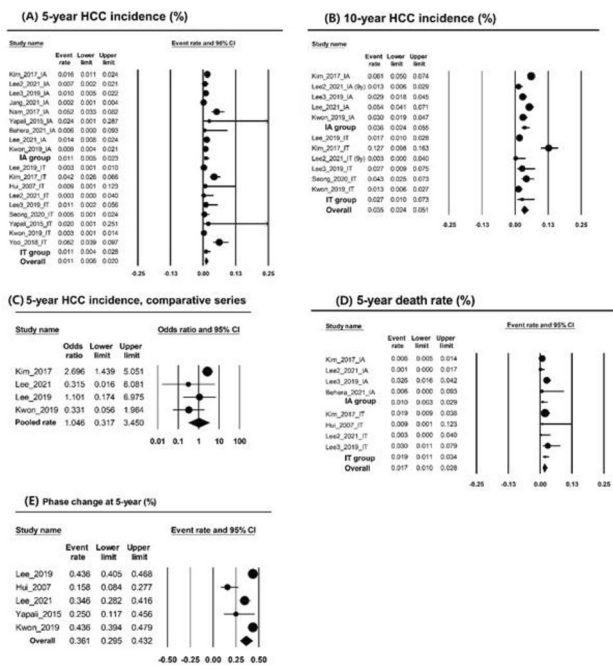 (A) 5-year HCC incidence (%)
Study name Event rate and 95% CI
Event rate Lower limit Upper limit
Kim_2017_IA 0.016 0.011 0.024
Lee2_2021_IA 0.007 0.002 0.021
Lee3_2019_IA 0.010 0.005 0.022
Jang_2021_IA 0.002 0.001 0.004
Nam_2017_IA 0.052 0.033 0.082
Yapali_2015_IA 0.024 0.001 0.287
Behera_2021_IA 0.006 0.000 0.093
Lee_2021_IA 0.014 0.008 0.024
Kwon_2019_IA 0.009 0.004 0.021
IA group 0.011 0.005 0.023
Lee_2019_IT 0.003 0.001 0.010
Kim_2017_IT 0.042 0.026 0.066
Hui_2007_IT 0.009 0.001 0.123
Lee2_2021_IT 0.003 0.000 0.040
Lee3_2019_IT 0.011 0.002 0.056
Seong_2020_IT 0.005 0.001 0.024
Yapali_2015_IT 0.020 0.001 0.251
Kwon_2019_IT 0.003 0.001 0.014
Yoo_2018_IT 0.062 0.039 0.097
IT group 0.011 0.004 0.028
Overall 0.011 0.006 0.020
-0.25 -0.13 0.00 0.13 0.25
(B) 10-year HCC incidence (%)
Study name Event rate and 95% CI
Event rate Lower limit Upper limit
Kim_2017_IA 0.061 0.050 0.074
Lee2_2021_IA (9y) 0.013 0.006 0.029
Lee3_2019_IA 0.029 0.018 0.045
Lee_2021_IA 0.054 0.041 0.071
Kwon_2019_IA 0.030 0.019 0.047
IA group 0.036 0.024 0.055
Lee_2019_IT 0.017 0.010 0.028
Kim_2017_IT 0.127 0.098 0.163
Lee2_2021_IT (9y) 0.003 0.000 0.040
Lee3_2019_IT 0.027 0.009 0.075
Seong_2020_IT 0.043 0.025 0.073
Kwon_2019_IT 0.013 0.006 0.027
IT group 0.027 0.010 0.073
Overall 0.035 0.024 0.051
-0.25 -0.13 0.00 0.13 0.25
(C) 5-year HCC incidence, comparative series
Study name Odds ratio and 95% CI
Odds ratio Lower limit Upper limit
Kim_2017 2.696 1.439 5.051
Lee_2021 0.315 0.016 6.081
Lee_2019 1.101 0.174 6.975
Kwon_2019 0.331 0.056 1.964
Pooled rate 1.046 0.317 3.450
0.01 0.1 1 10 100
(D) 5-year death rate (%)
Study name Event rate and 95% CI
Event rate Lower limit Upper limit
Kim_2017_IA 0.005 0.014
Lee2_2021_IA 0.001 0.000 0.017
Lee3_2019_IA 0.026 0.016 0.042
Behera_2021_IA 0.006 0.000 0.093
IA group 0.010 0.003 0.029
Kim_2017_IT 0.019 0.009 0.038
Hui_2007_IT 0.009 0.001 0.123
Lee2_2021_IT 0.003 0.000 0.040
Lee3_2019_IT 0.030 0.011 0.079
IT group 0.019 0.011 0.034
Overall 0.017 0.010 0.028
-0.25 -0.13 0.00 0.13 0.25
(E) Phase change at 5-year (%)
Study name Event rate and 95% CI
Event rate Lower limit Upper limit
Lee_2019 0.436 0.405 0.468
Hui_2007 0.158 0.084 0.277
Lee_2021 0.346 0.282 0.416
Yapali_2015 0.250 0.117 0.456
Kwon_2019 0.436 0.394 0.479
Overall 0.361 0.295 0.432
-0.50 -0.25 0.00 0.25 0.50